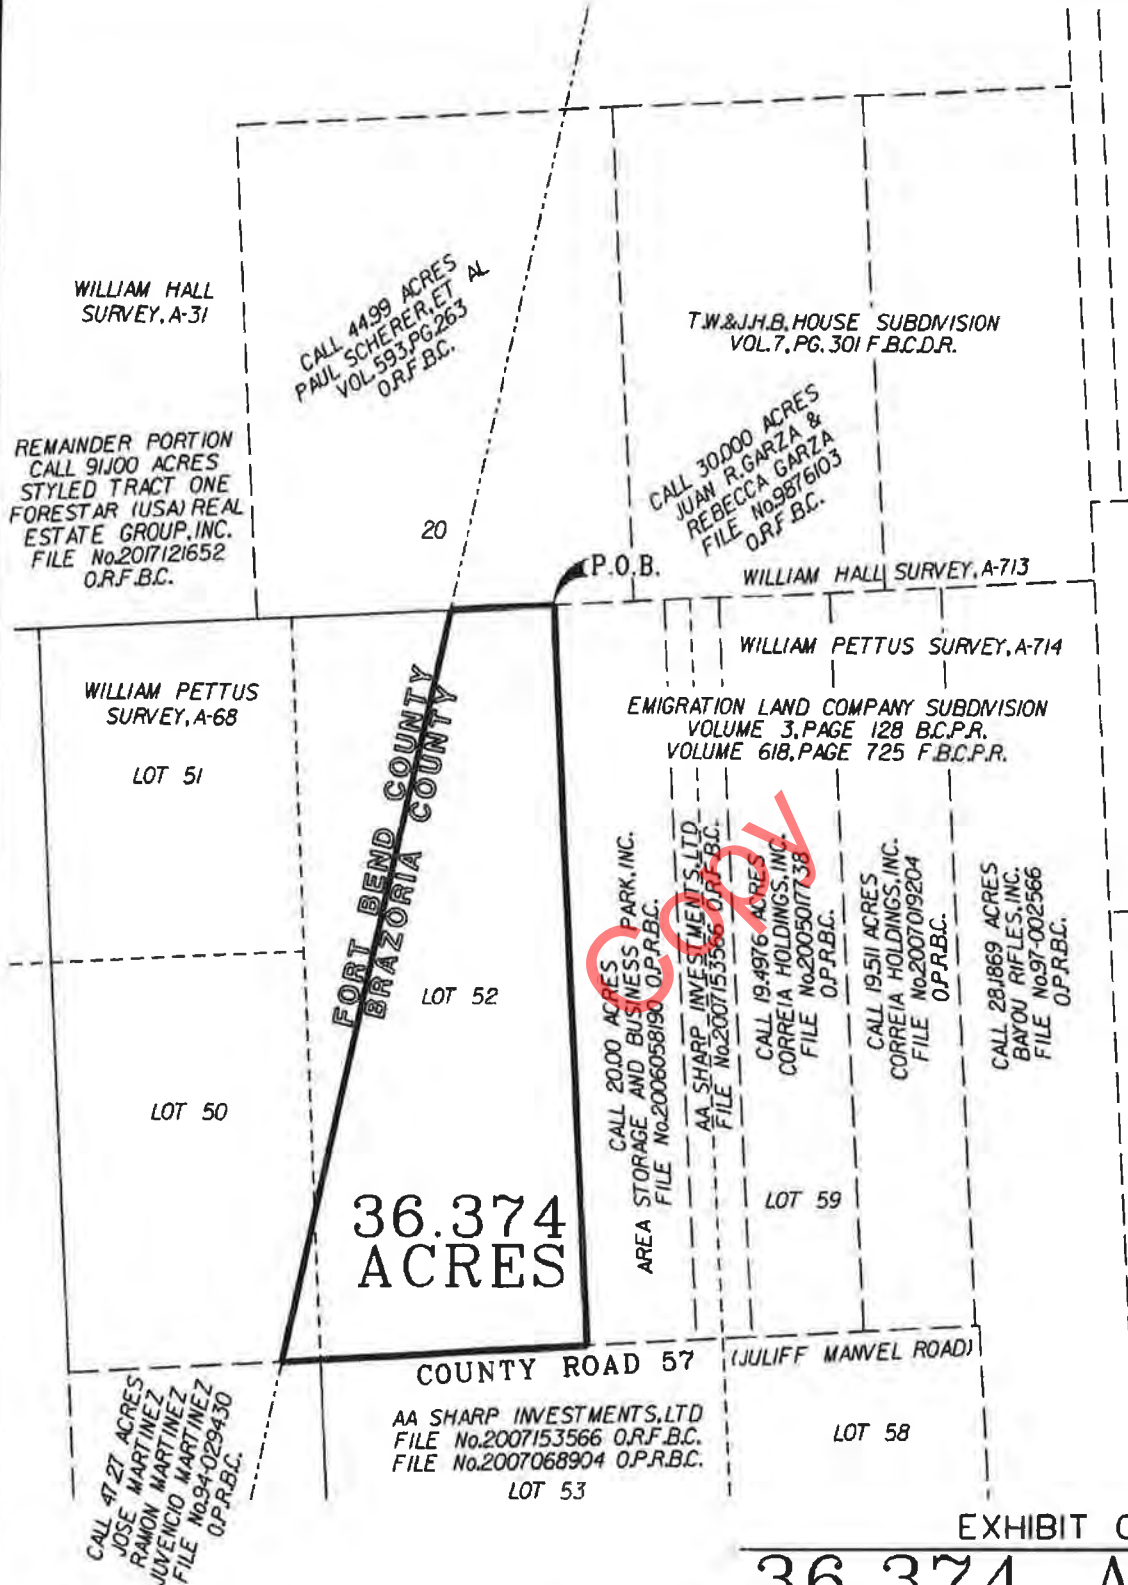 WILLIAM HALL
SURVEY, A-31
CALL 44.99 ACRES
PAUL SCHERER, ET AL
VOL. 593, PG. 263
O.R.F.B.C.
T.W.&J.H.B. HOUSE SUBDIVISION
VOL. 7, PG. 301 F.B.C.D.R.
REMAINDER PORTION
CALL 91.100 ACRES
STYLED TRACT ONE
FORESTAR (USA) REAL
ESTATE GROUP, INC.
FILE No.2017121652
O.R.F.B.C.
CALL 30.000 ACRES
JUAN R. GARZA &
REBECCA GARZA
FILE No.9876103
O.R.F.B.C.
20
P.O.B.
WILLIAM HALL SURVEY, A-713
WILLIAM PETTUS SURVEY, A-714
WILLIAM PETTUS
SURVEY, A-68
EMIGRATION LAND COMPANY SUBDIVISION
VOLUME 3, PAGE 128 B.C.P.R.
VOLUME 618, PAGE 725 F.B.C.P.R.
LOT 51
FORT BEND COUNTY
BRAZORIA COUNTY
LOT 52
LOT 50
CALL 20.00 ACRES
AREA STORAGE AND BUSINESS PARK, INC.
FILE No.2006058190 O.P.R.B.C.
AA SHARP INVESTMENTS, LTD
FILE No.2007153566 O.R.F.B.C.
CALL 19.4976 ACRES
CORREIA HOLDINGS, INC.
FILE No.2005017738
O.P.R.B.C.
CALL 19.511 ACRES
CORREIA HOLDINGS, INC.
FILE No.2007019204
O.P.R.B.C.
CALL 28.1869 ACRES
BAYOU RIFLES, INC.
FILE No.97-002566
O.P.R.B.C.
Copy
LOT 59
36.374
ACRES
COUNTY ROAD 57
(JULIFF MANVEL ROAD)
CALL 47.27 ACRES
JOSE MARTINEZ
RAMON MARTINEZ
JUVENCIO MARTINEZ
FILE No.94-029430
O.P.R.B.C.
AA SHARP INVESTMENTS, LTD
FILE No.2007153566 O.R.F.B.C.
FILE No.2007068904 O.P.R.B.C.
LOT 53
LOT 58
EXHIBIT
36.374 A